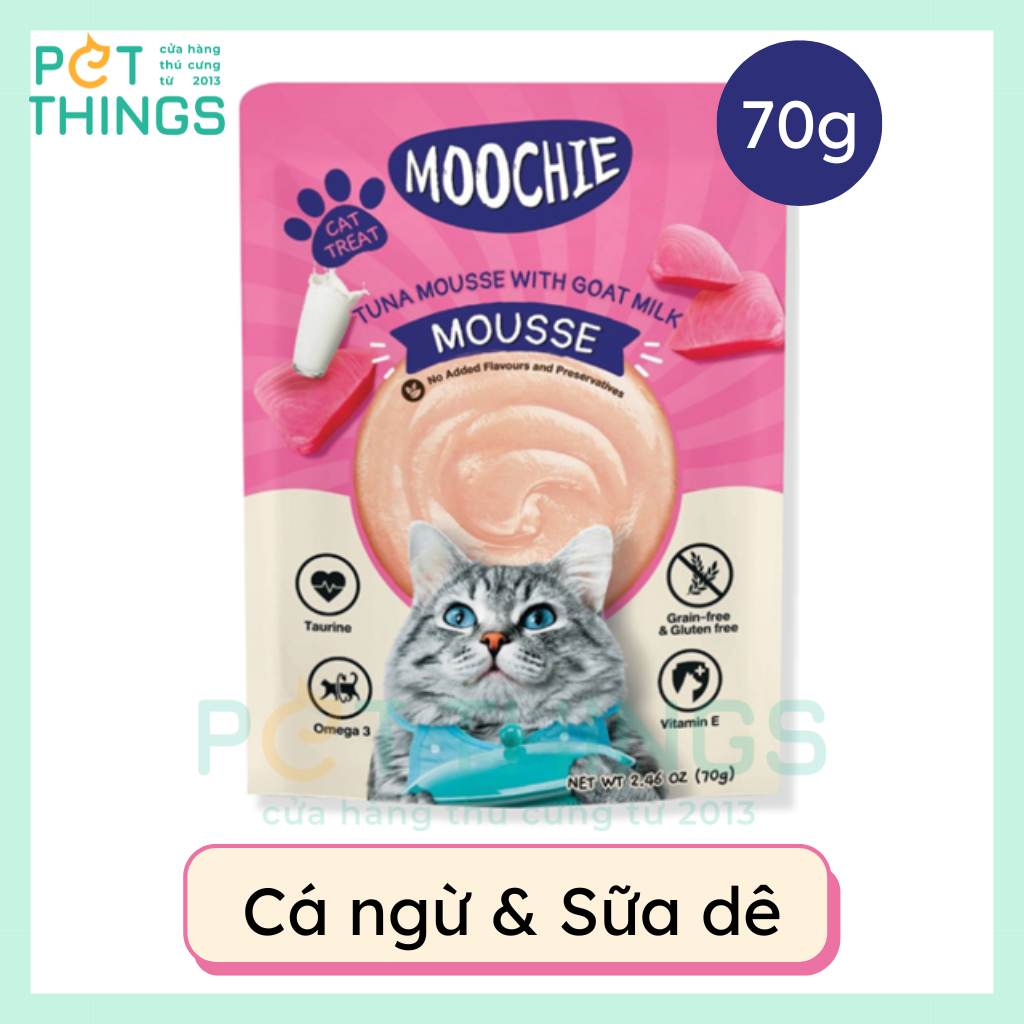 PET
THINGS
cửa hàng
thú cưng
từ 2013
70g
MOOCHIE
CAT
TREAT
TUNA MOUSSE WITH GOAT MILK
MOUSSE
No Added Flavours and Preservatives
Taurine
Grain-free
& Gluten free
Omega 3
Vitamin E
PET THINGS
NET WT 2.46 OZ (70g)
cửa hàng thú cưng từ 2013
Cá ngừ & Sữa dê